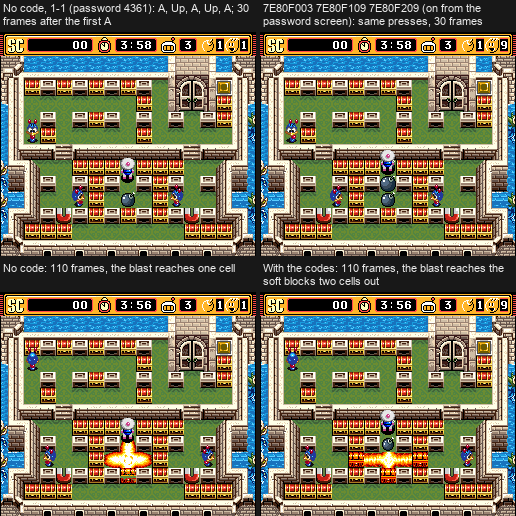 No code, 1-1 (password 4361): A, Up, A, Up, A; 30
frames after the first A
7E80F003 7E80F109 7E80F209 (on from the
password screen): same presses, 30 frames
SC 00 3:58 3 1 1
SC 00 3:58 3 1 9
No code: 110 frames, the blast reaches one cell
With the codes: 110 frames, the blast reaches the
soft blocks two cells out
SC 00 3:56 3 1 1
SC 00 3:56 3 1 9